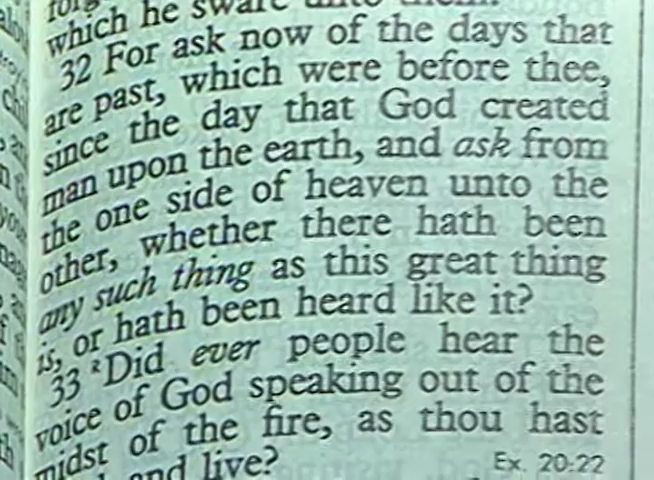 which he sware unto them.
32 For ask now of the days that
are past, which were before thee,
since the day that God created
man upon the earth, and ask from
the one side of heaven unto the
other, whether there hath been
any such thing as this great thing
is, or hath been heard like it?
33 ᵃDid ever people hear the
voice of God speaking out of the
midst of the fire, as thou hast
and live?
Ex. 20:22